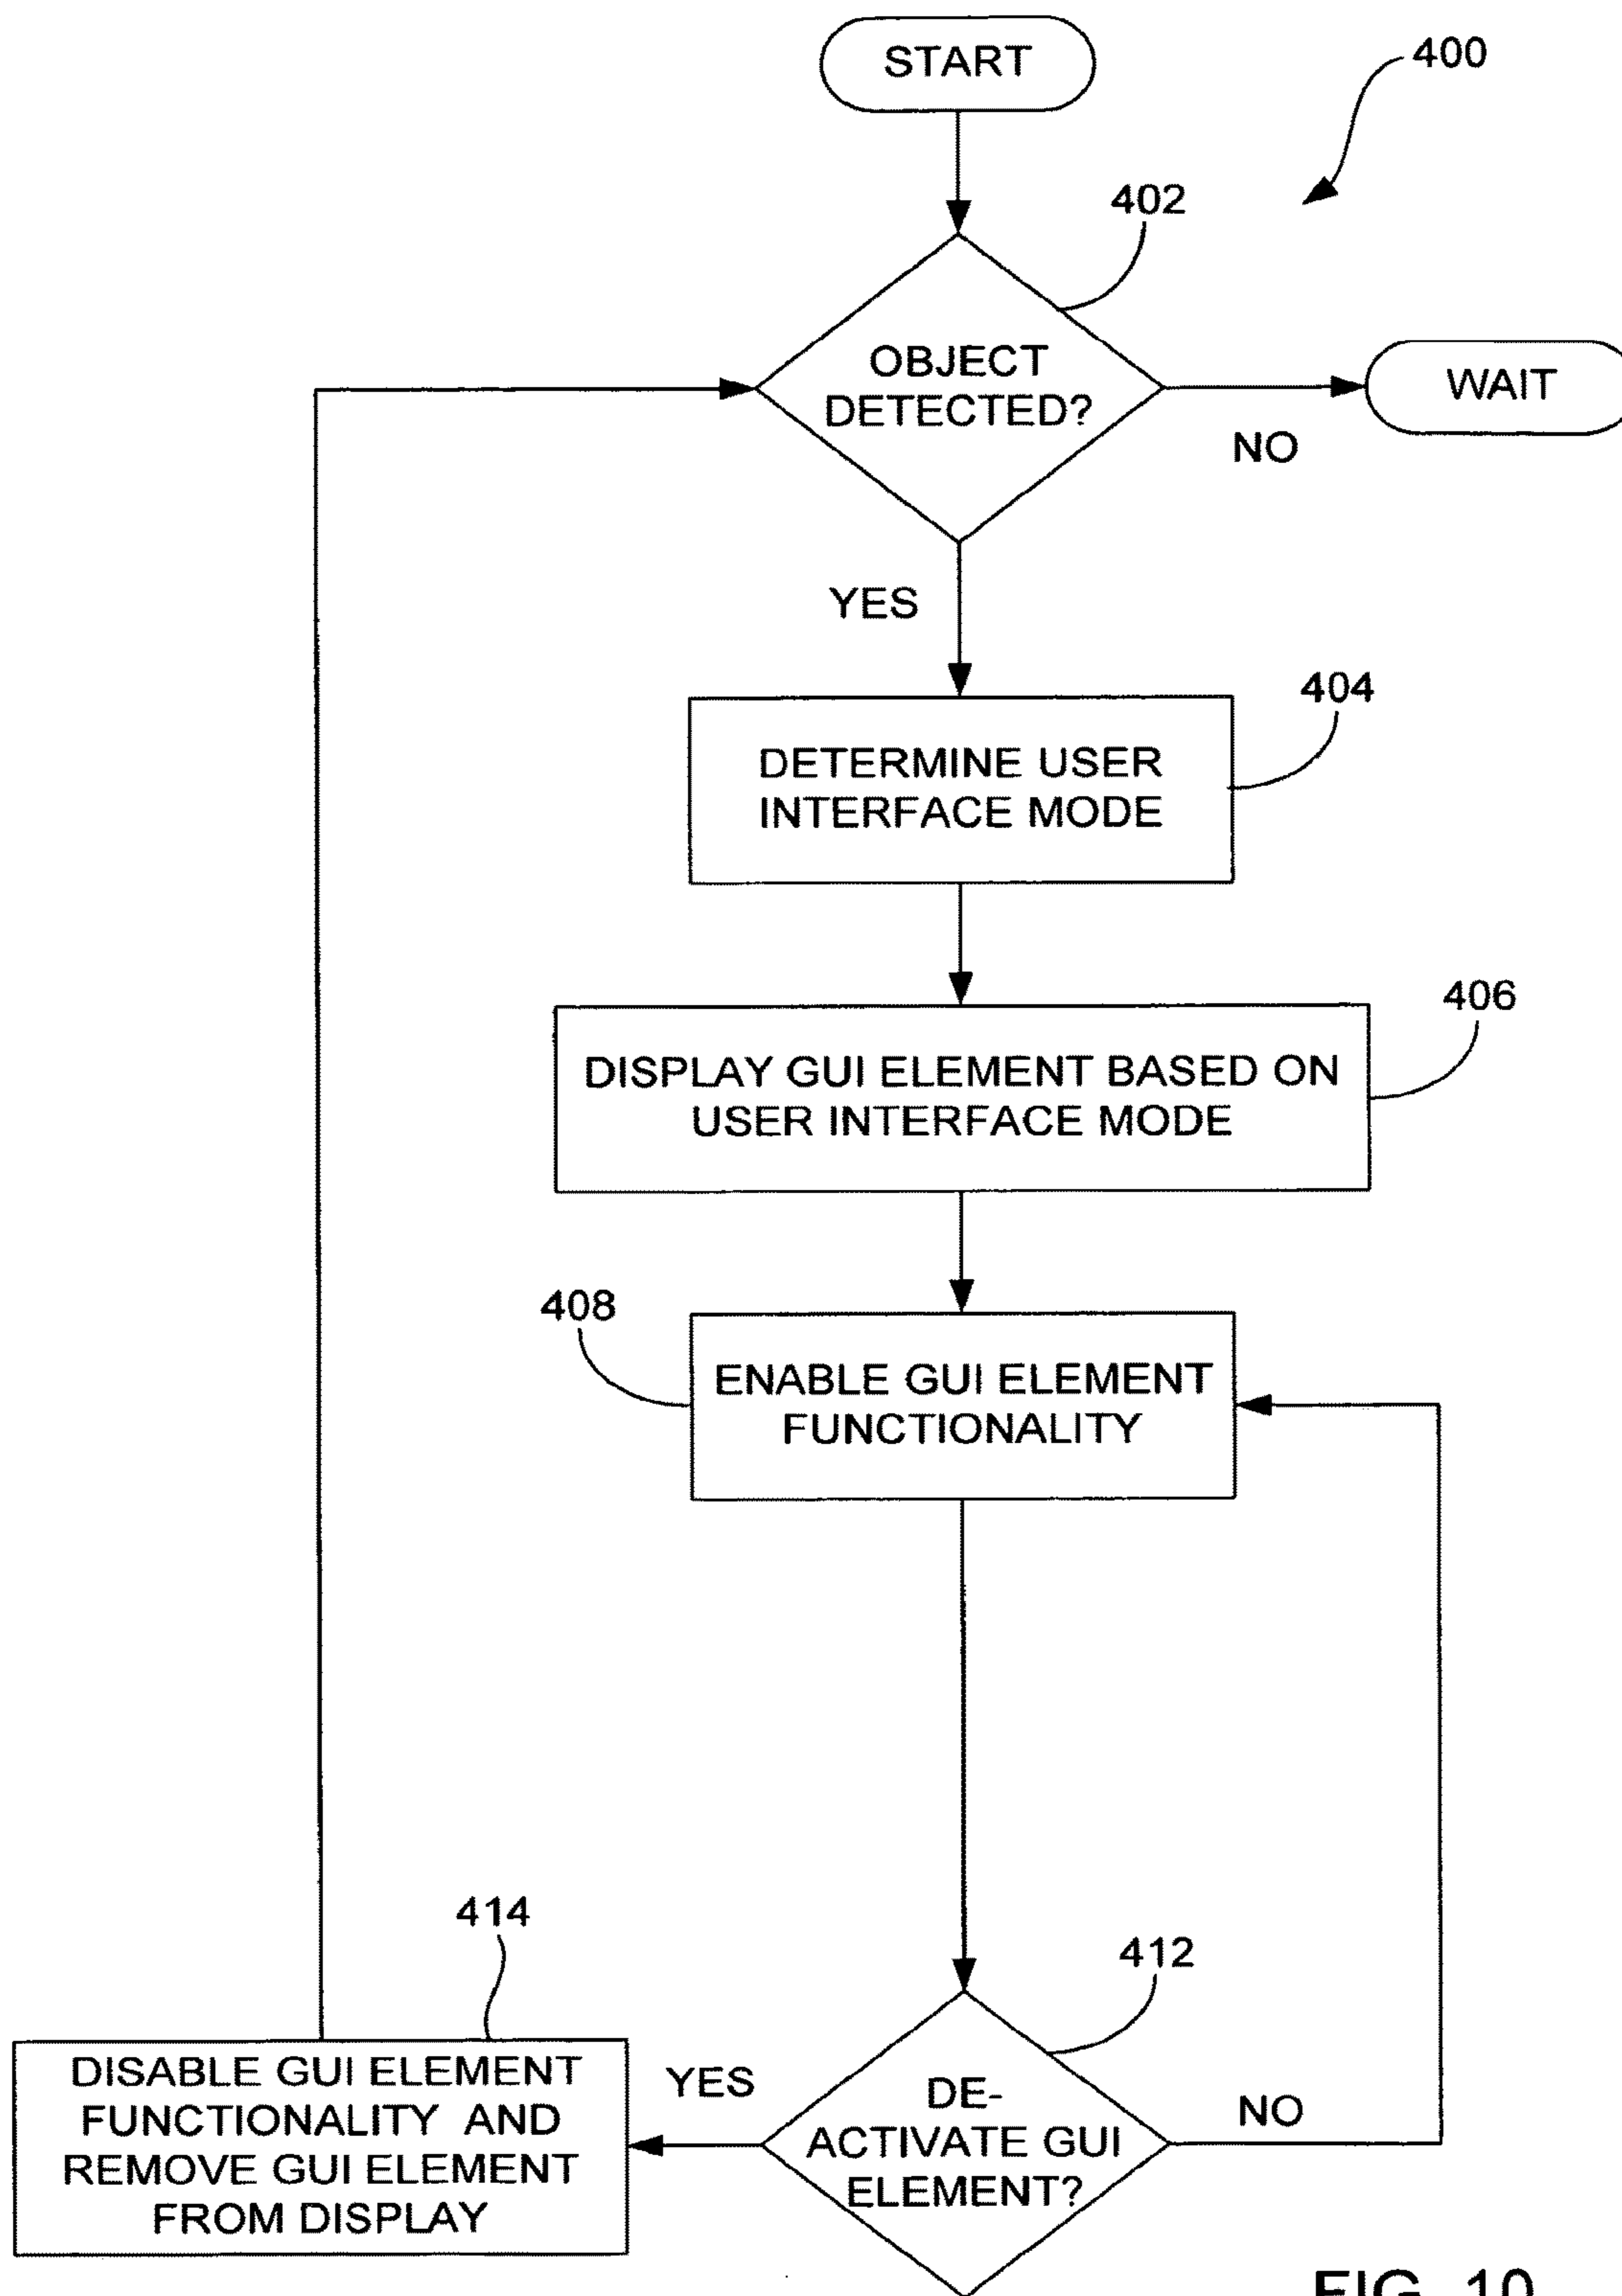 START
400
402
OBJECT
DETECTED?
WAIT
NO
YES
404
DETERMINE USER
INTERFACE MODE
406
DISPLAY GUI ELEMENT BASED ON
USER INTERFACE MODE
408
ENABLE GUI ELEMENT
FUNCTIONALITY
414
412
DISABLE GUI ELEMENT
FUNCTIONALITY AND
REMOVE GUI ELEMENT
FROM DISPLAY
YES
DE-
ACTIVATE GUI
ELEMENT?
NO
FIG. 10